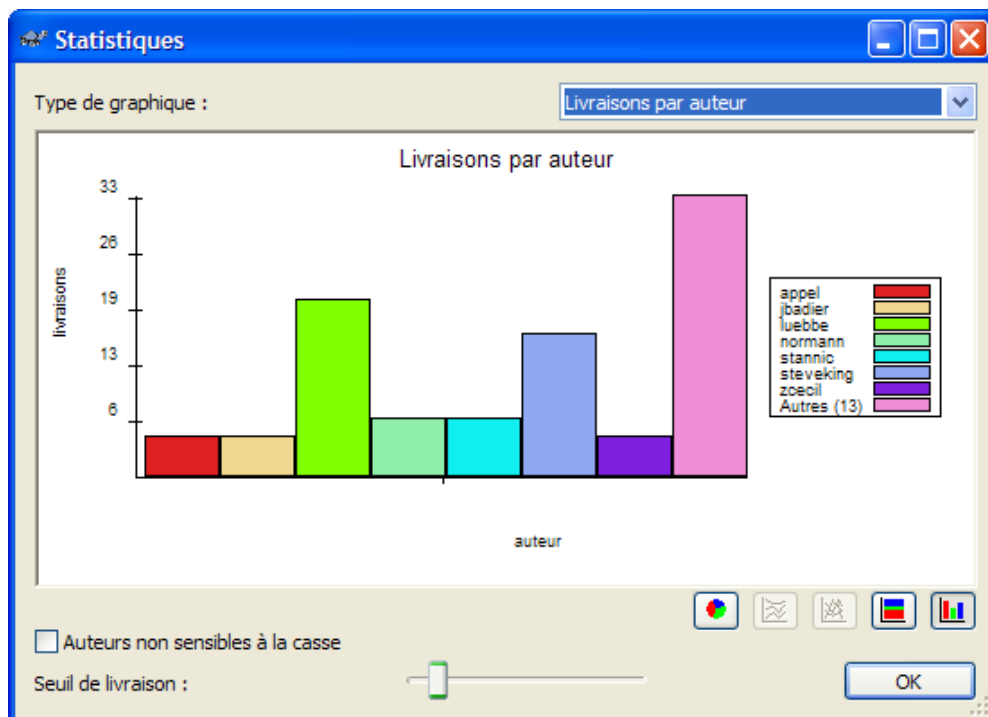 Statistiques
Type de graphique :
Livraisons par auteur
Livraisons par auteur
33
26
19
13
6
livraisons
auteur
appel
jbadier
luebbe
normann
stannic
steveking
zoecil
Autres (13)
Auteurs non sensibles à la casse
Seuil de livraison :
OK